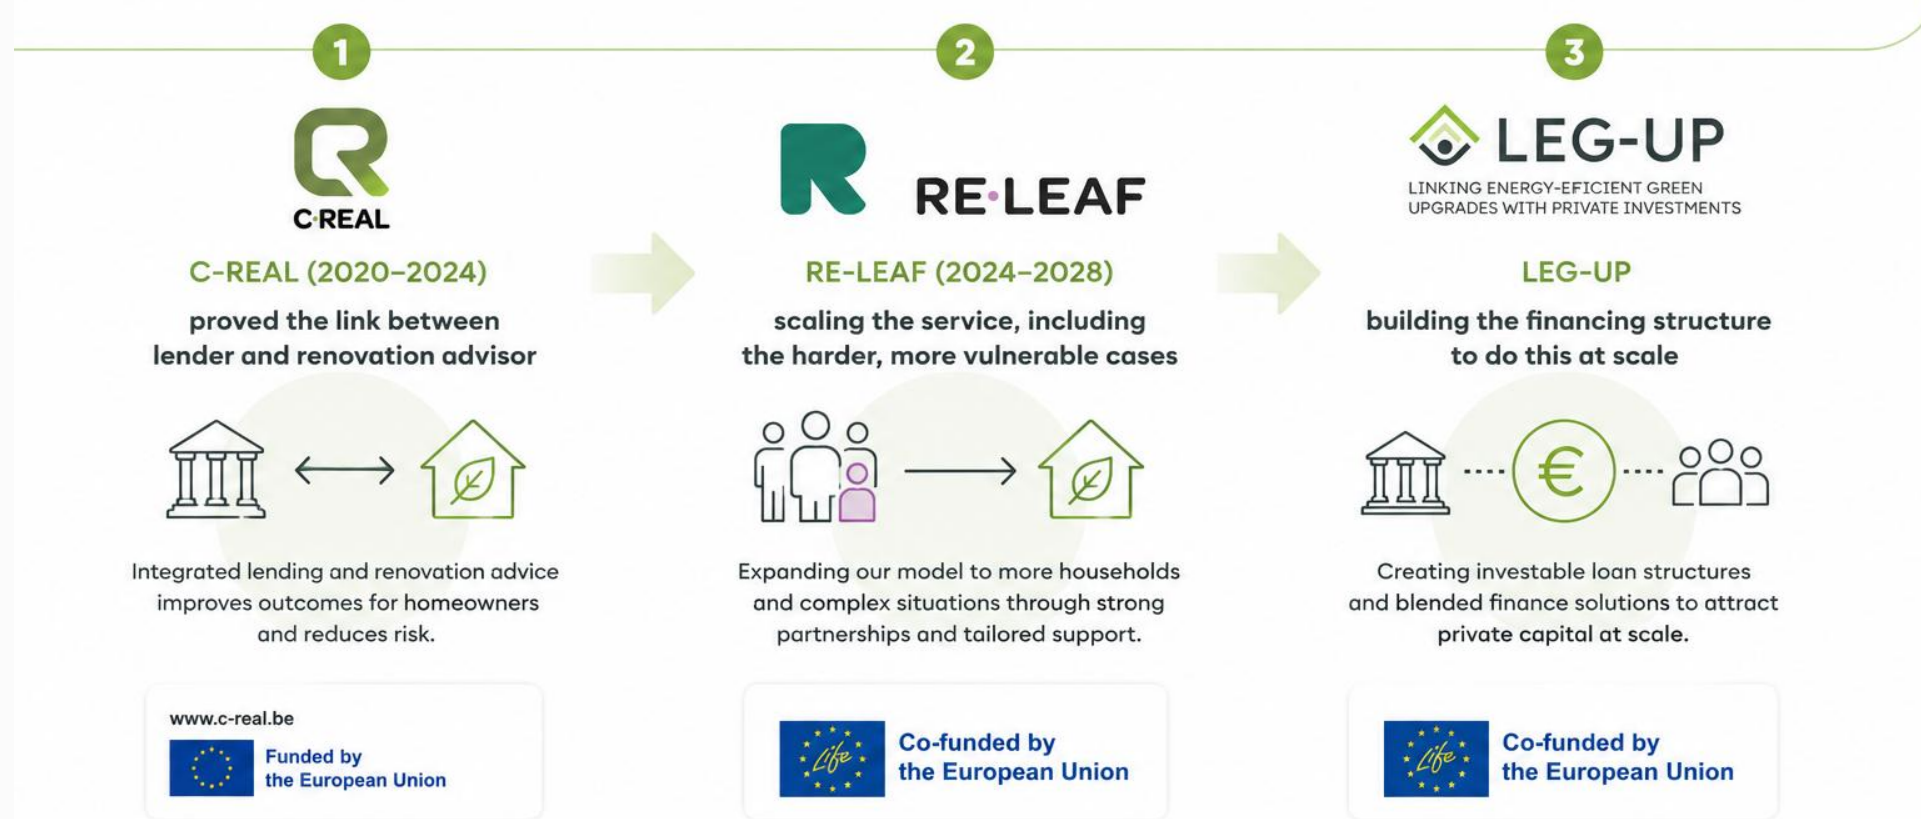 1
C·REAL
C-REAL (2020–2024)
proved the link between
lender and renovation advisor
Integrated lending and renovation advice
improves outcomes for homeowners
and reduces risk.
www.c-real.be
Funded by
the European Union
2
RE·LEAF
RE-LEAF (2024–2028)
scaling the service, including
the harder, more vulnerable cases
Expanding our model to more households
and complex situations through strong
partnerships and tailored support.
Life
Co-funded by
the European Union
3
LEG-UP
LINKING ENERGY-EFICIENT GREEN
UPGRADES WITH PRIVATE INVESTMENTS
LEG-UP
building the financing structure
to do this at scale
€
Creating investable loan structures
and blended finance solutions to attract
private capital at scale.
Life
Co-funded by
the European Union